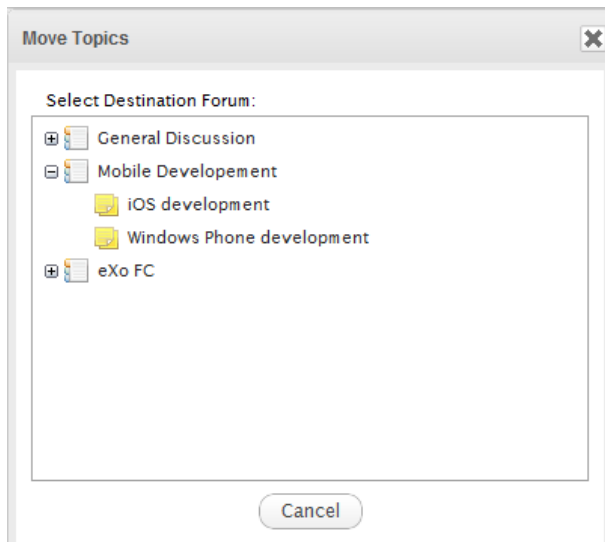 Move Topics
Select Destination Forum:
General Discussion
Mobile Developement
iOS development
Windows Phone development
eXo FC
Cancel